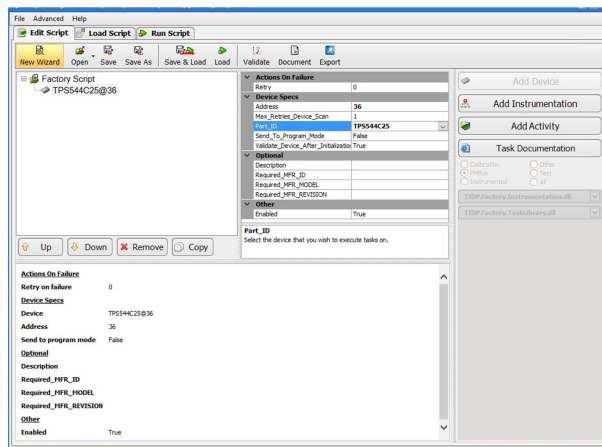 File Advanced Help
Edit Script Load Script Run Script
New Wizard Open Save Save As Save & Load Load Validate Document Export
Factory Script
TPS544C25@36
Actions On Failure
Retry 0
Device Specs
Address 36
Max_Retries_Device_Scan 1
Part_ID TPS544C25
Send_To_Program_Mode False
Validate_Device_After_Initializatio True
Optional
Description
Required_MFR_ID
Required_MFR_MODEL
Required_MFR_REVISION
Other
Enabled True
Part_ID
Select the device that you wish to execute tasks on.
Up Down Remove Copy
Add Device
Add Instrumentation
Add Activity
Task Documentation
Calibration Other
PMBus Test
Instrumented All
TIDP.Factory.Instrumentation.dll
TIDP.Factory.TaskLibrary.dll
Actions On Failure
Retry on failure 0
Device Specs
Device TPS544C25@36
Address 36
Send to program mode False
Optional
Description
Required_MFR_ID
Required_MFR_MODEL
Required_MFR_REVISION
Other
Enabled True